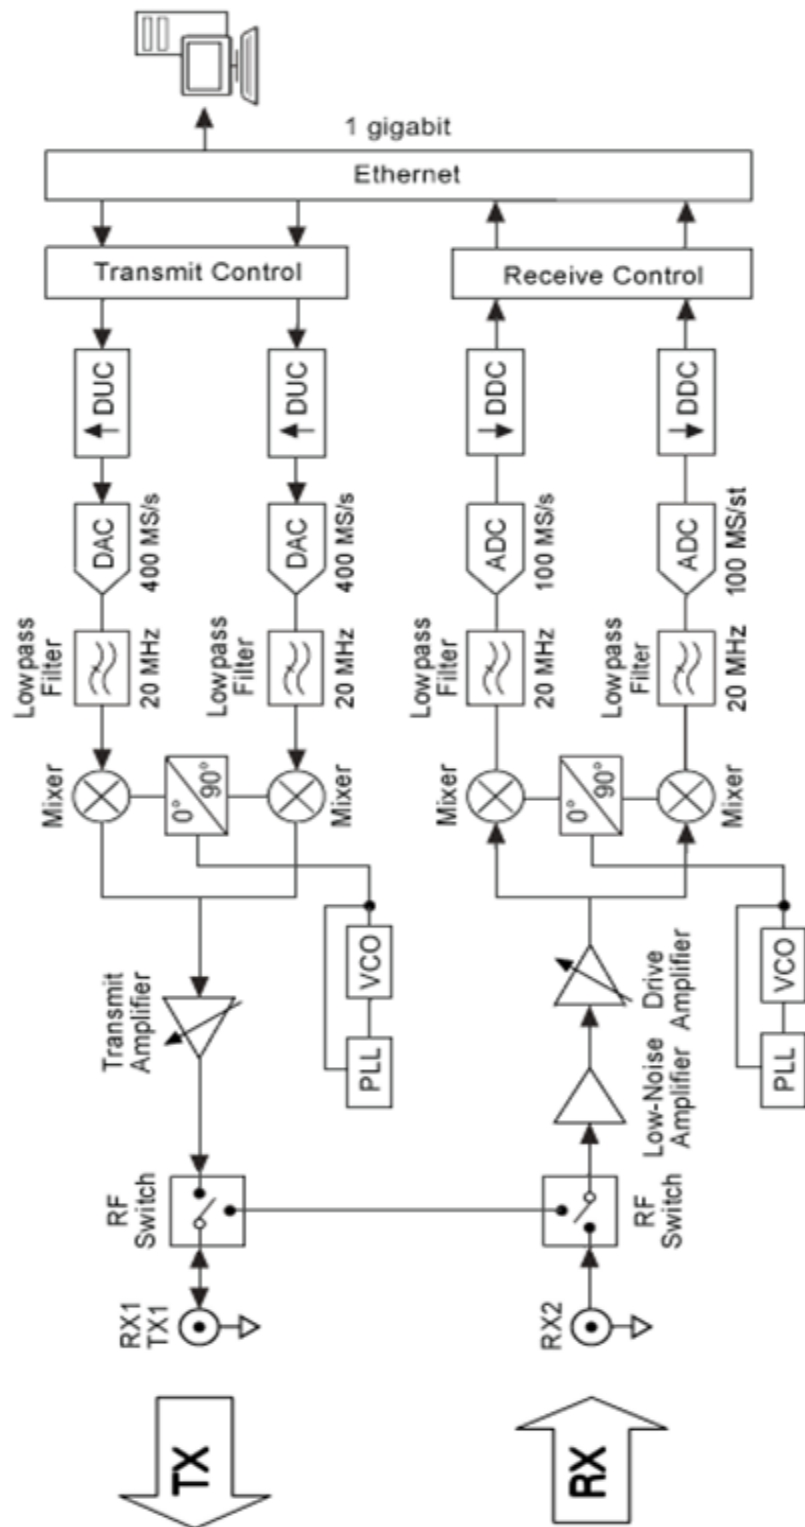 1 gigabit
Ethernet
Transmit Control
Receive Control
DUC
DUC
DDC
DDC
DAC
400 MS/s
DAC
400 MS/s
ADC
100 MS/s
ADC
100 MS/st
Lowpass
Filter
20 MHz
Lowpass
Filter
20 MHz
Lowpass
Filter
20 MHz
Lowpass
Filter
20 MHz
Mixer
0°
90°
Mixer
Mixer
0°
90°
Mixer
Transmit
Amplifier
VCO
PLL
Drive
Amplifier
Low-Noise
Amplifier
VCO
PLL
RF
Switch
RF
Switch
RX1
TX1
RX2
TX
RX